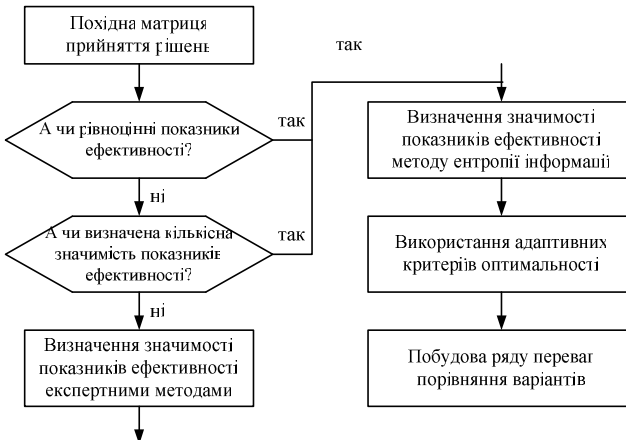 Похідна матриця
прийняття рішень
так
А чи рівноцінні показники
ефективності?
так
ні
А чи визначена кількісна
значимість показників
ефективності?
так
ні
Визначення значимості
показників ефективності
експертними методами
Визначення значимості
показників ефективності
методу ентропії інформації
Використання адаптивних
критеріїв оптимальності
Побудова ряду переваг
порівняння варіантів